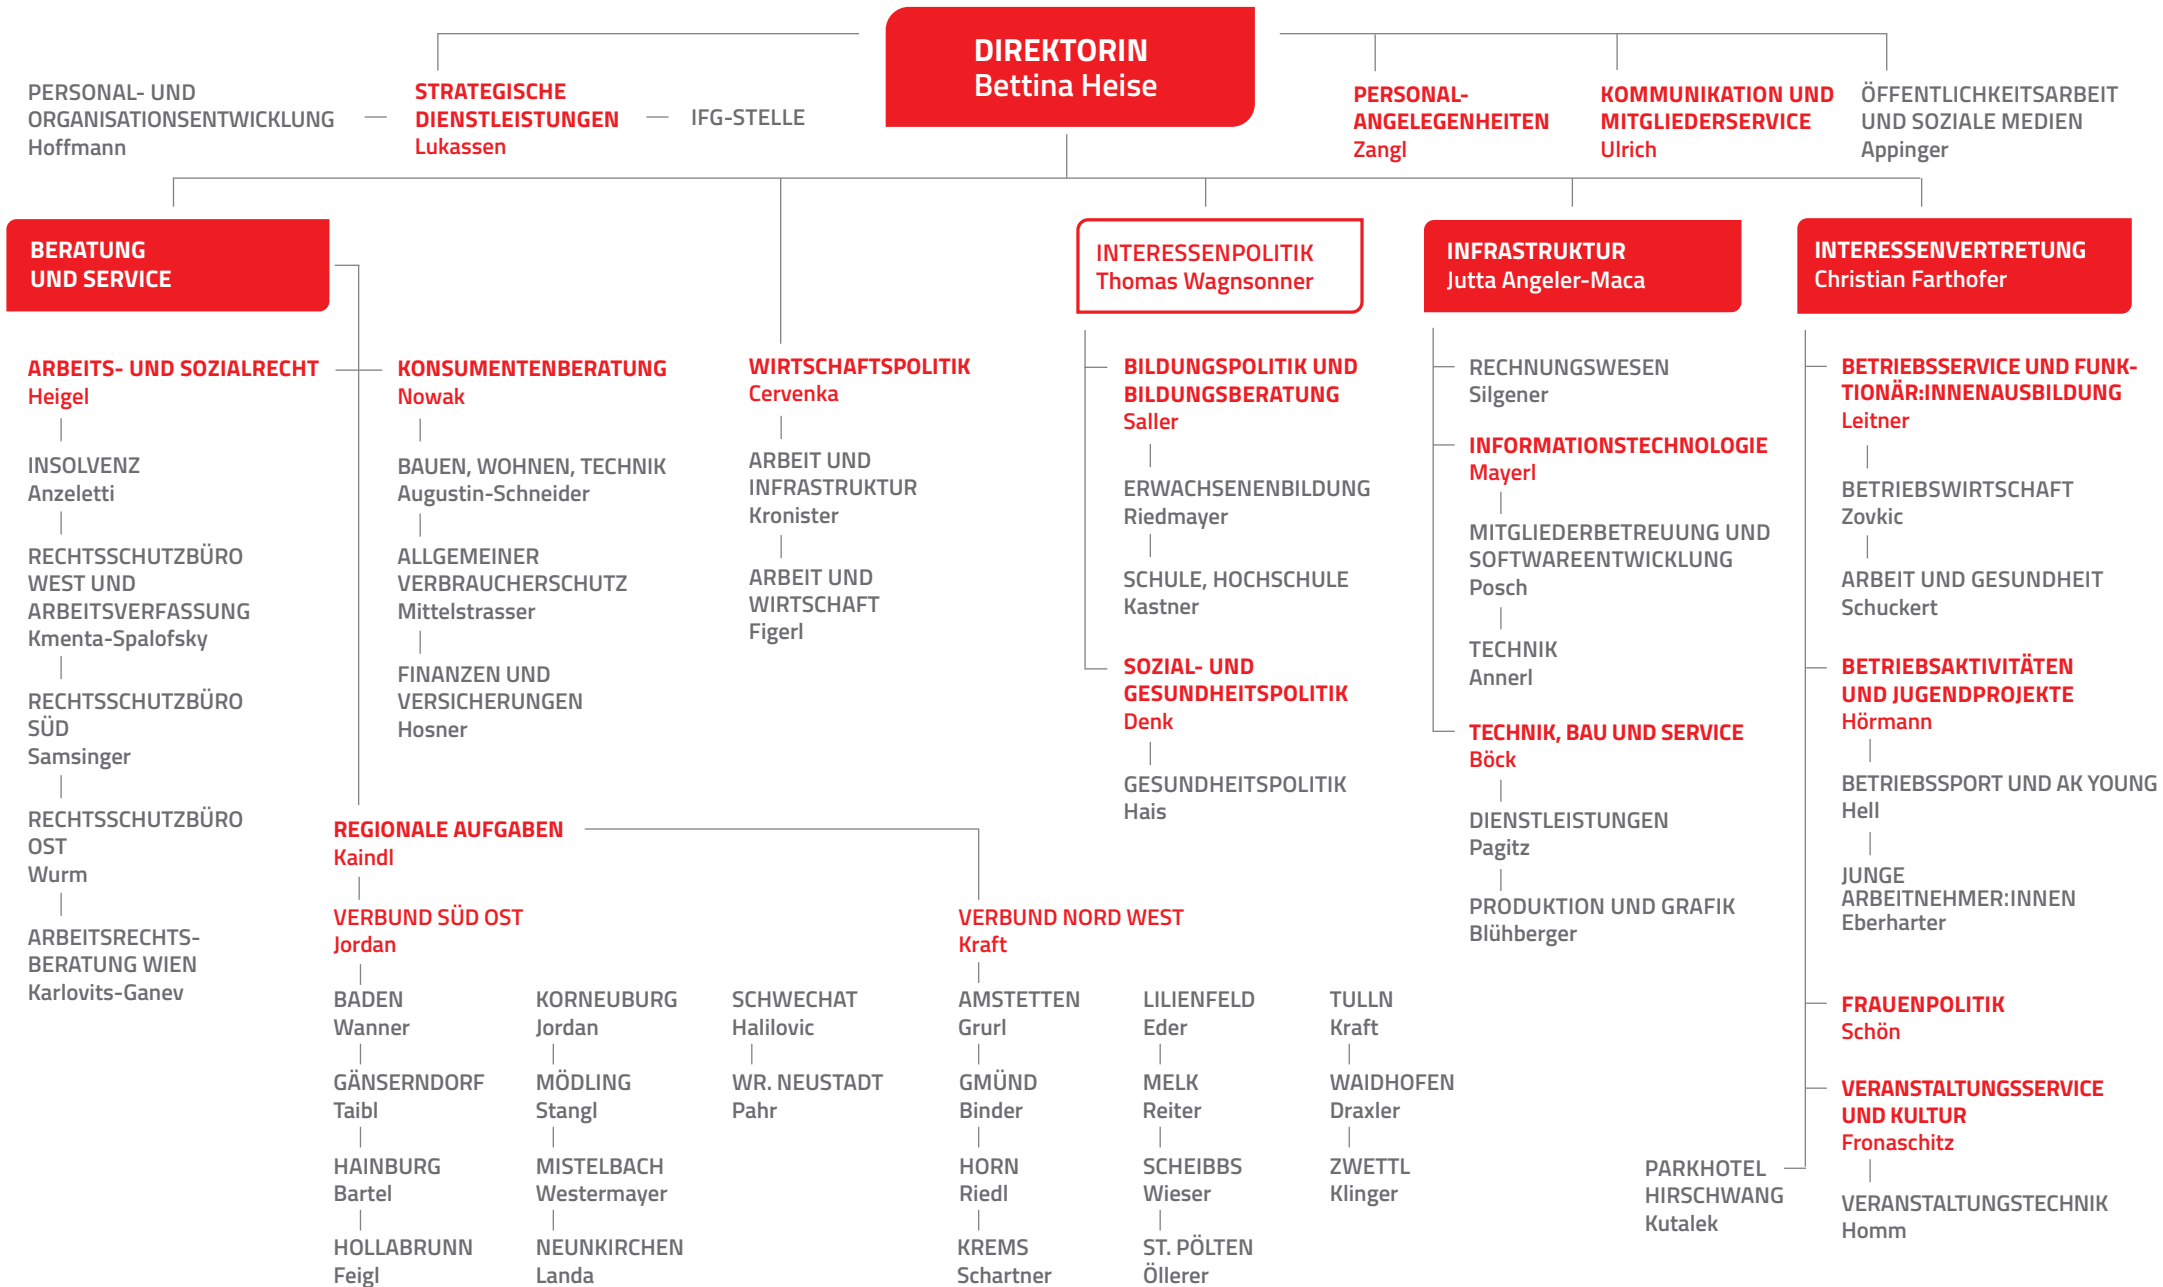 DIREKTORIN
Bettina Heise
PERSONAL- UND
ORGANISATIONSENTWICKLUNG
Hoffmann
STRATEGISCHE
DIENSTLEISTUNGEN
Lukassen
IFG-STELLE
PERSONAL-
ANGELEGENHEITEN
Zangl
KOMMUNIKATION UND
MITGLIEDERSERVICE
Ulrich
ÖFFENTLICHKEITSARBEIT
UND SOZIALE MEDIEN
Appinger
BERATUNG
UND SERVICE
INTERESSENPOLITIK
Thomas Wagnsonner
INFRASTRUKTUR
Jutta Angeler-Maca
INTERESSENVERTRETUNG
Christian Farthofer
ARBEITS- UND SOZIALRECHT
Heigel
INSOLVENZ
Anzeletti
RECHTSSCHUTZBÜRO
WEST UND
ARBEITSVERFASSUNG
Kmenta-Spalofsky
RECHTSSCHUTZBÜRO
SÜD
Samsinger
RECHTSSCHUTZBÜRO
OST
Wurm
ARBEITSRECHTS-
BERATUNG WIEN
Karlovits-Ganev
KONSUMENTENBERATUNG
Nowak
BAUEN, WOHNEN, TECHNIK
Augustin-Schneider
ALLGEMEINER
VERBRAUCHERSCHUTZ
Mittelstrasser
FINANZEN UND
VERSICHERUNGEN
Hosner
WIRTSCHAFTSPOLITIK
Cervenka
ARBEIT UND
INFRASTRUKTUR
Kronister
ARBEIT UND
WIRTSCHAFT
Figerl
BILDUNGSPOLITIK UND
BILDUNGSBERATUNG
Saller
ERWACHSENENBILDUNG
Riedmayer
SCHULE, HOCHSCHULE
Kastner
SOZIAL- UND
GESUNDHEITSPOLITIK
Denk
GESUNDHEITSPOLITIK
Hais
RECHNUNGSWESEN
Silgener
INFORMATIONSTECHNOLOGIE
Mayerl
MITGLIEDERBETREUUNG UND
SOFTWAREENTWICKLUNG
Posch
TECHNIK
Annerl
TECHNIK, BAU UND SERVICE
Böck
DIENSTLEISTUNGEN
Pagitz
PRODUKTION UND GRAFIK
Blühberger
BETRIEBSSERVICE UND FUNK-
TIONÄR:INNENAUSBILDUNG
Leitner
BETRIEBSWIRTSCHAFT
Zovkic
ARBEIT UND GESUNDHEIT
Schuckert
BETRIEBSAKTIVITÄTEN
UND JUGENDPROJEKTE
Hörmann
BETRIEBSSPORT UND AK YOUNG
Hell
JUNGE
ARBEITNEHMER:INNEN
Eberharter
FRAUENPOLITIK
Schön
VERANSTALTUNGSSERVICE
UND KULTUR
Fronaschitz
VERANSTALTUNGSTECHNIK
Homm
PARKHOTEL
HIRSCHWANG
Kutalek
REGIONALE AUFGABEN
Kaindl
VERBUND SÜD OST
Jordan
BADEN
Wanner
GÄNSERNDORF
Taibl
HAINBURG
Bartel
HOLLABRUNN
Feigl
KORNEUBURG
Jordan
MÖDLING
Stangl
MISTELBACH
Westermayer
NEUNKIRCHEN
Landa
SCHWECHAT
Halilovic
WR. NEUSTADT
Pahr
VERBUND NORD WEST
Kraft
AMSTETTEN
Grurl
GMÜND
Binder
HORN
Riedl
KREMS
Schartner
LILIENFELD
Eder
MELK
Reiter
SCHEIBBS
Wieser
ST. PÖLTEN
Öllerer
TULLN
Kraft
WAIDHOFEN
Draxler
ZWETTL
Klinger